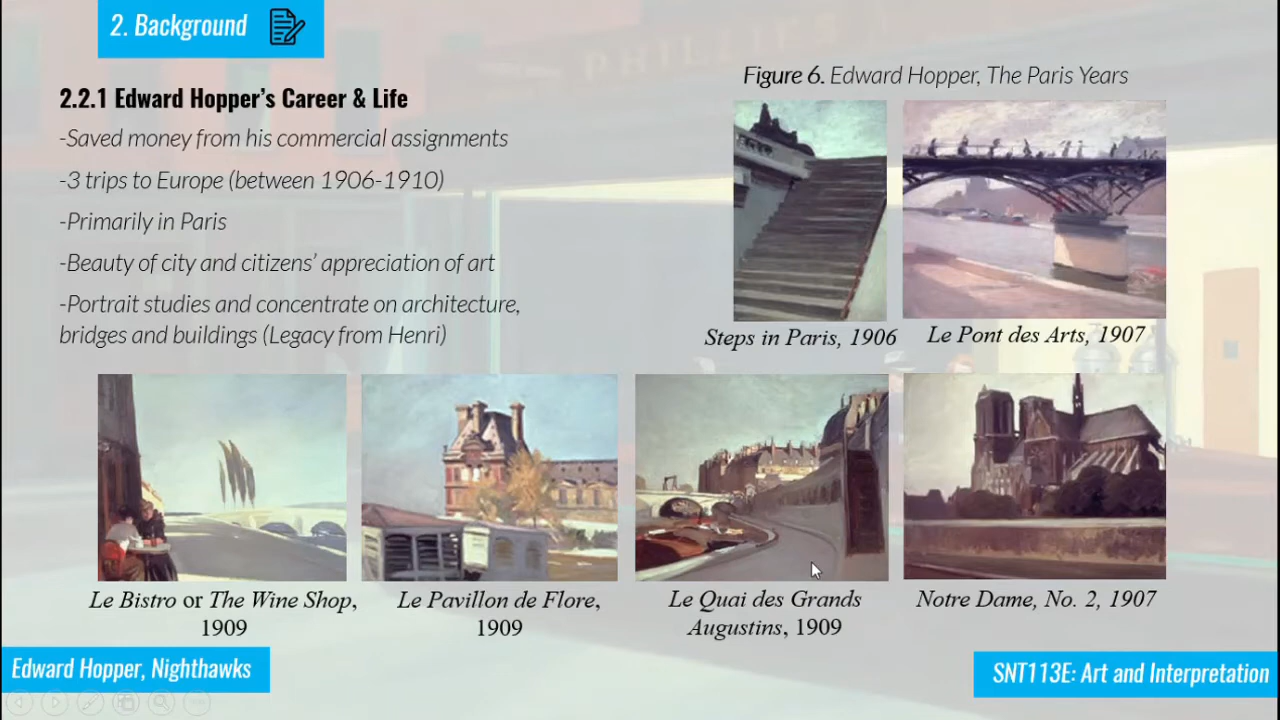 2. Background
2.2.1 Edward Hopper's Career & Life
-Saved money from his commercial assignments
-3 trips to Europe (between 1906-1910)
-Primarily in Paris
-Beauty of city and citizens' appreciation of art
-Portrait studies and concentrate on architecture,
bridges and buildings (Legacy from Henri)
Figure 6. Edward Hopper, The Paris Years
Steps in Paris, 1906
Le Pont des Arts, 1907
Le Bistro or The Wine Shop,
1909
Le Pavillon de Flore,
1909
Le Quai des Grands
Augustins, 1909
Notre Dame, No. 2, 1907
Edward Hopper, Nighthawks
SNT113E: Art and Interpretation